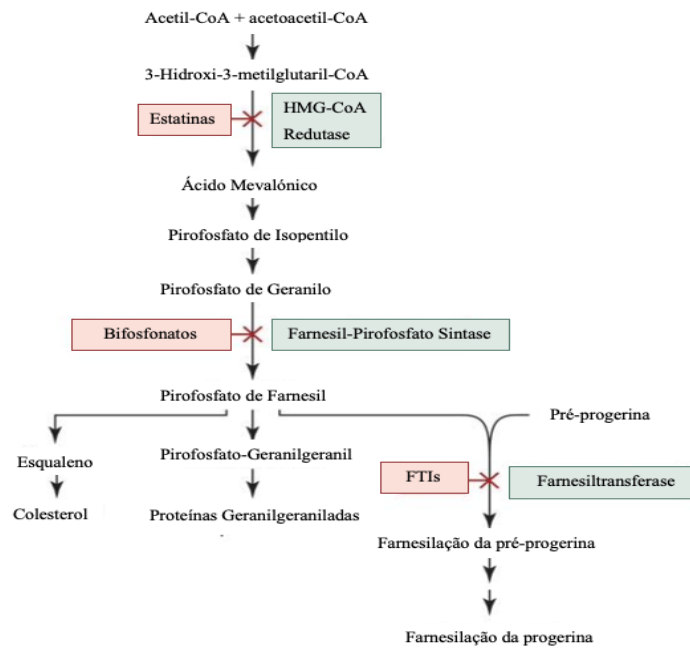 Acetil-CoA + acetoacetil-CoA
3-Hidroxi-3-metilglutaril-CoA
Estatinas
HMG-CoA
Redutase
Ácido Mevalónico
Pirofosfato de Isopentilo
Pirofosfato de Geranilo
Bifosfonatos
Farnesil-Pirofosfato Sintase
Pirofosfato de Farnesil
Pré-progerina
Esqualeno
Pirofosfato-Geranilgeranil
FTIs
Farnesiltransferase
Colesterol
Proteínas Geranilgeraniladas
Farnesilação da pré-progerina
Farnesilação da progerina